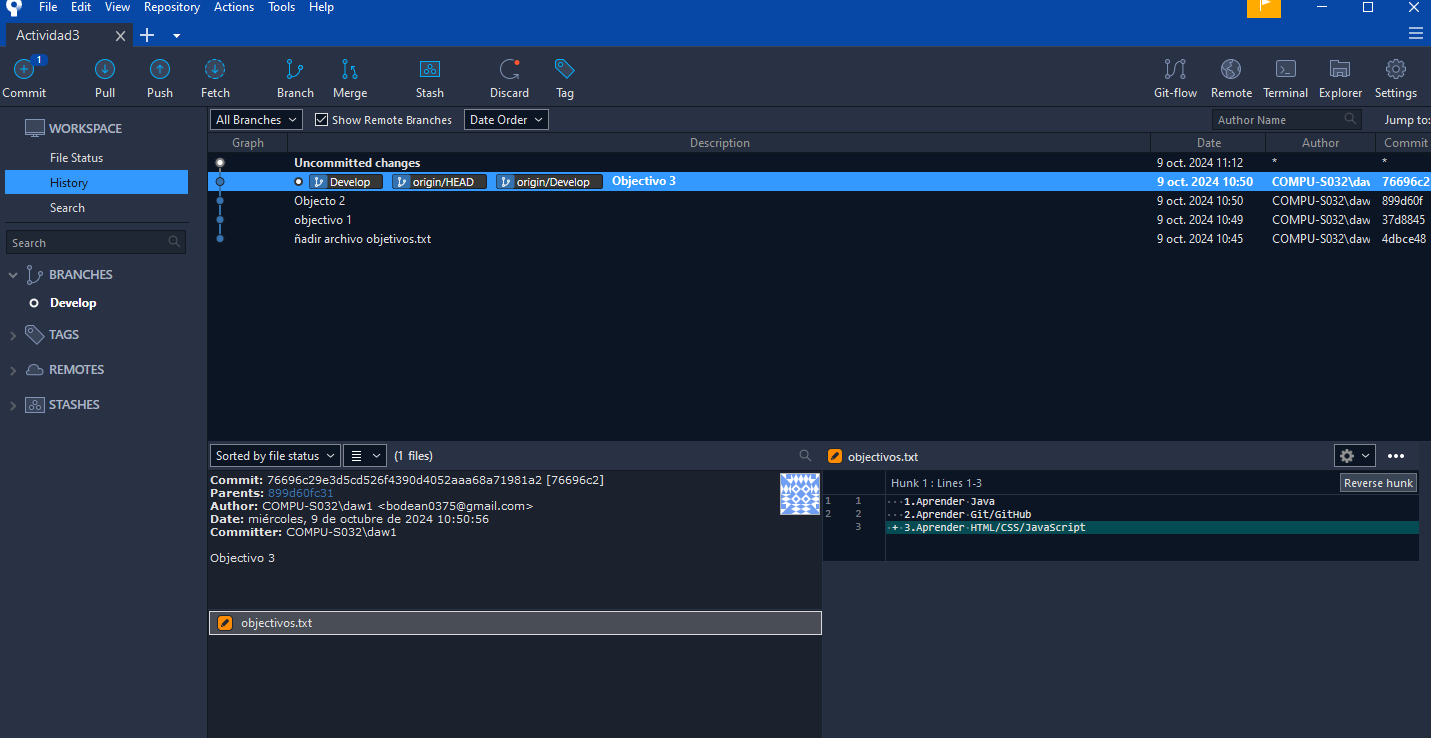 File Edit View Repository Actions Tools Help
Actividad3
1
Commit Pull Push Fetch Branch Merge Stash Discard Tag Git-flow Remote Terminal Explorer Settings
WORKSPACE
File Status
History
Search
Search
BRANCHES
Develop
TAGS
REMOTES
STASHES
All Branches Show Remote Branches Date Order Author Name Jump to:
Graph Description Date Author Commit
Uncommitted changes 9 oct. 2024 11:12 * *
Develop origin/HEAD origin/Develop Objectivo 3 9 oct. 2024 10:50 COMPU-S032\daw 76696c2
Objecto 2 9 oct. 2024 10:50 COMPU-S032\daw 899d60f
objectivo 1 9 oct. 2024 10:49 COMPU-S032\daw 37d8845
ñadir archivo objetivos.txt 9 oct. 2024 10:45 COMPU-S032\daw 4dbce48
Sorted by file status (1 files)
Commit: 76696c29e3d5cd526f4390d4052aaa68a71981a2 [76696c2]
Parents: 899d60fc31
Author: COMPU-S032\daw1 <bodean0375@gmail.com>
Date: miércoles, 9 de octubre de 2024 10:50:56
Committer: COMPU-S032\daw1
Objectivo 3
objectivos.txt
objectivos.txt
Hunk 1 : Lines 1-3 Reverse hunk
1 1 ···1.Aprender·Java
2 2 ···2.Aprender·Git/GitHub
3 ·+·3.Aprender·HTML/CSS/JavaScript